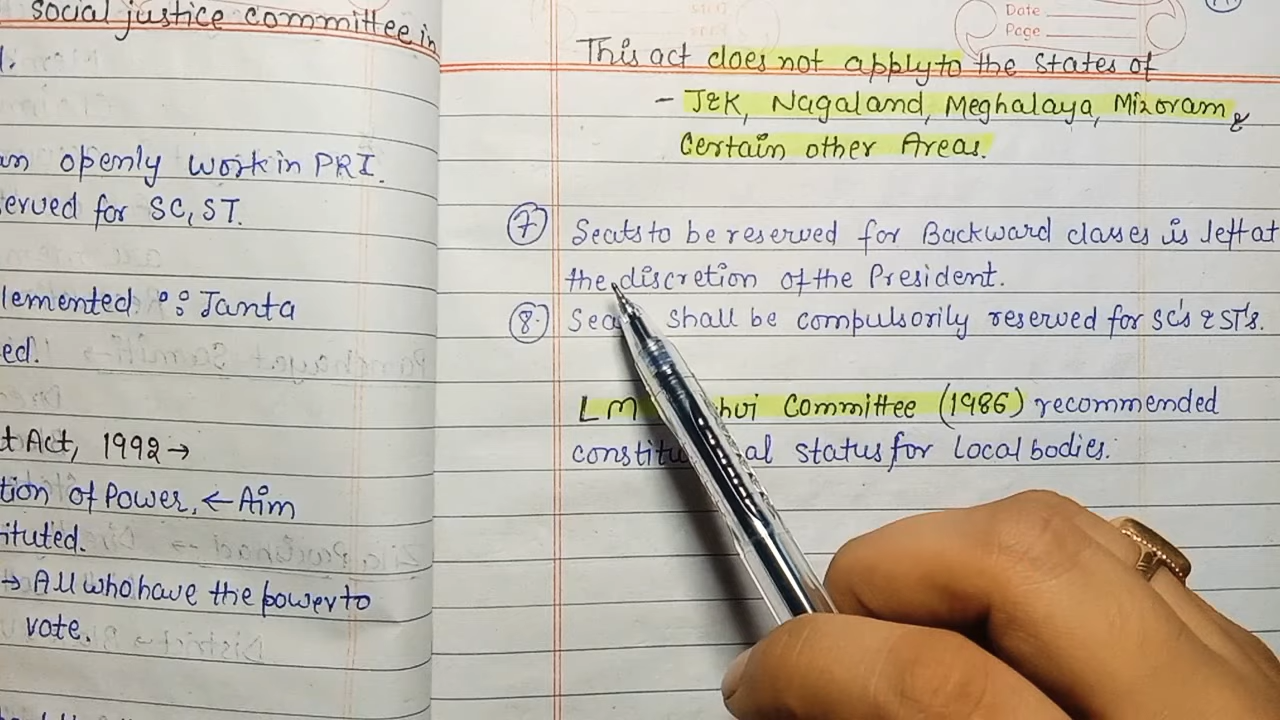 social justice committee in
an openly work in PRI.
served for SC, ST.
lemented : Janta
ed.
t Act, 1992 →
tion of Power, ← Aim
ituted.
→ All who have the power to
vote.
Date
Page
This act does not apply to the states of
- J&K, Nagaland, Meghalaya, Mizoram &
Certain other Areas.
7 Seats to be reserved for Backward classes is left at
the discretion of the President.
8. Sea shall be compulsorily reserved for SC's & ST's.
LM hvi Committee (1986) recommended
constitu al status for local bodies.